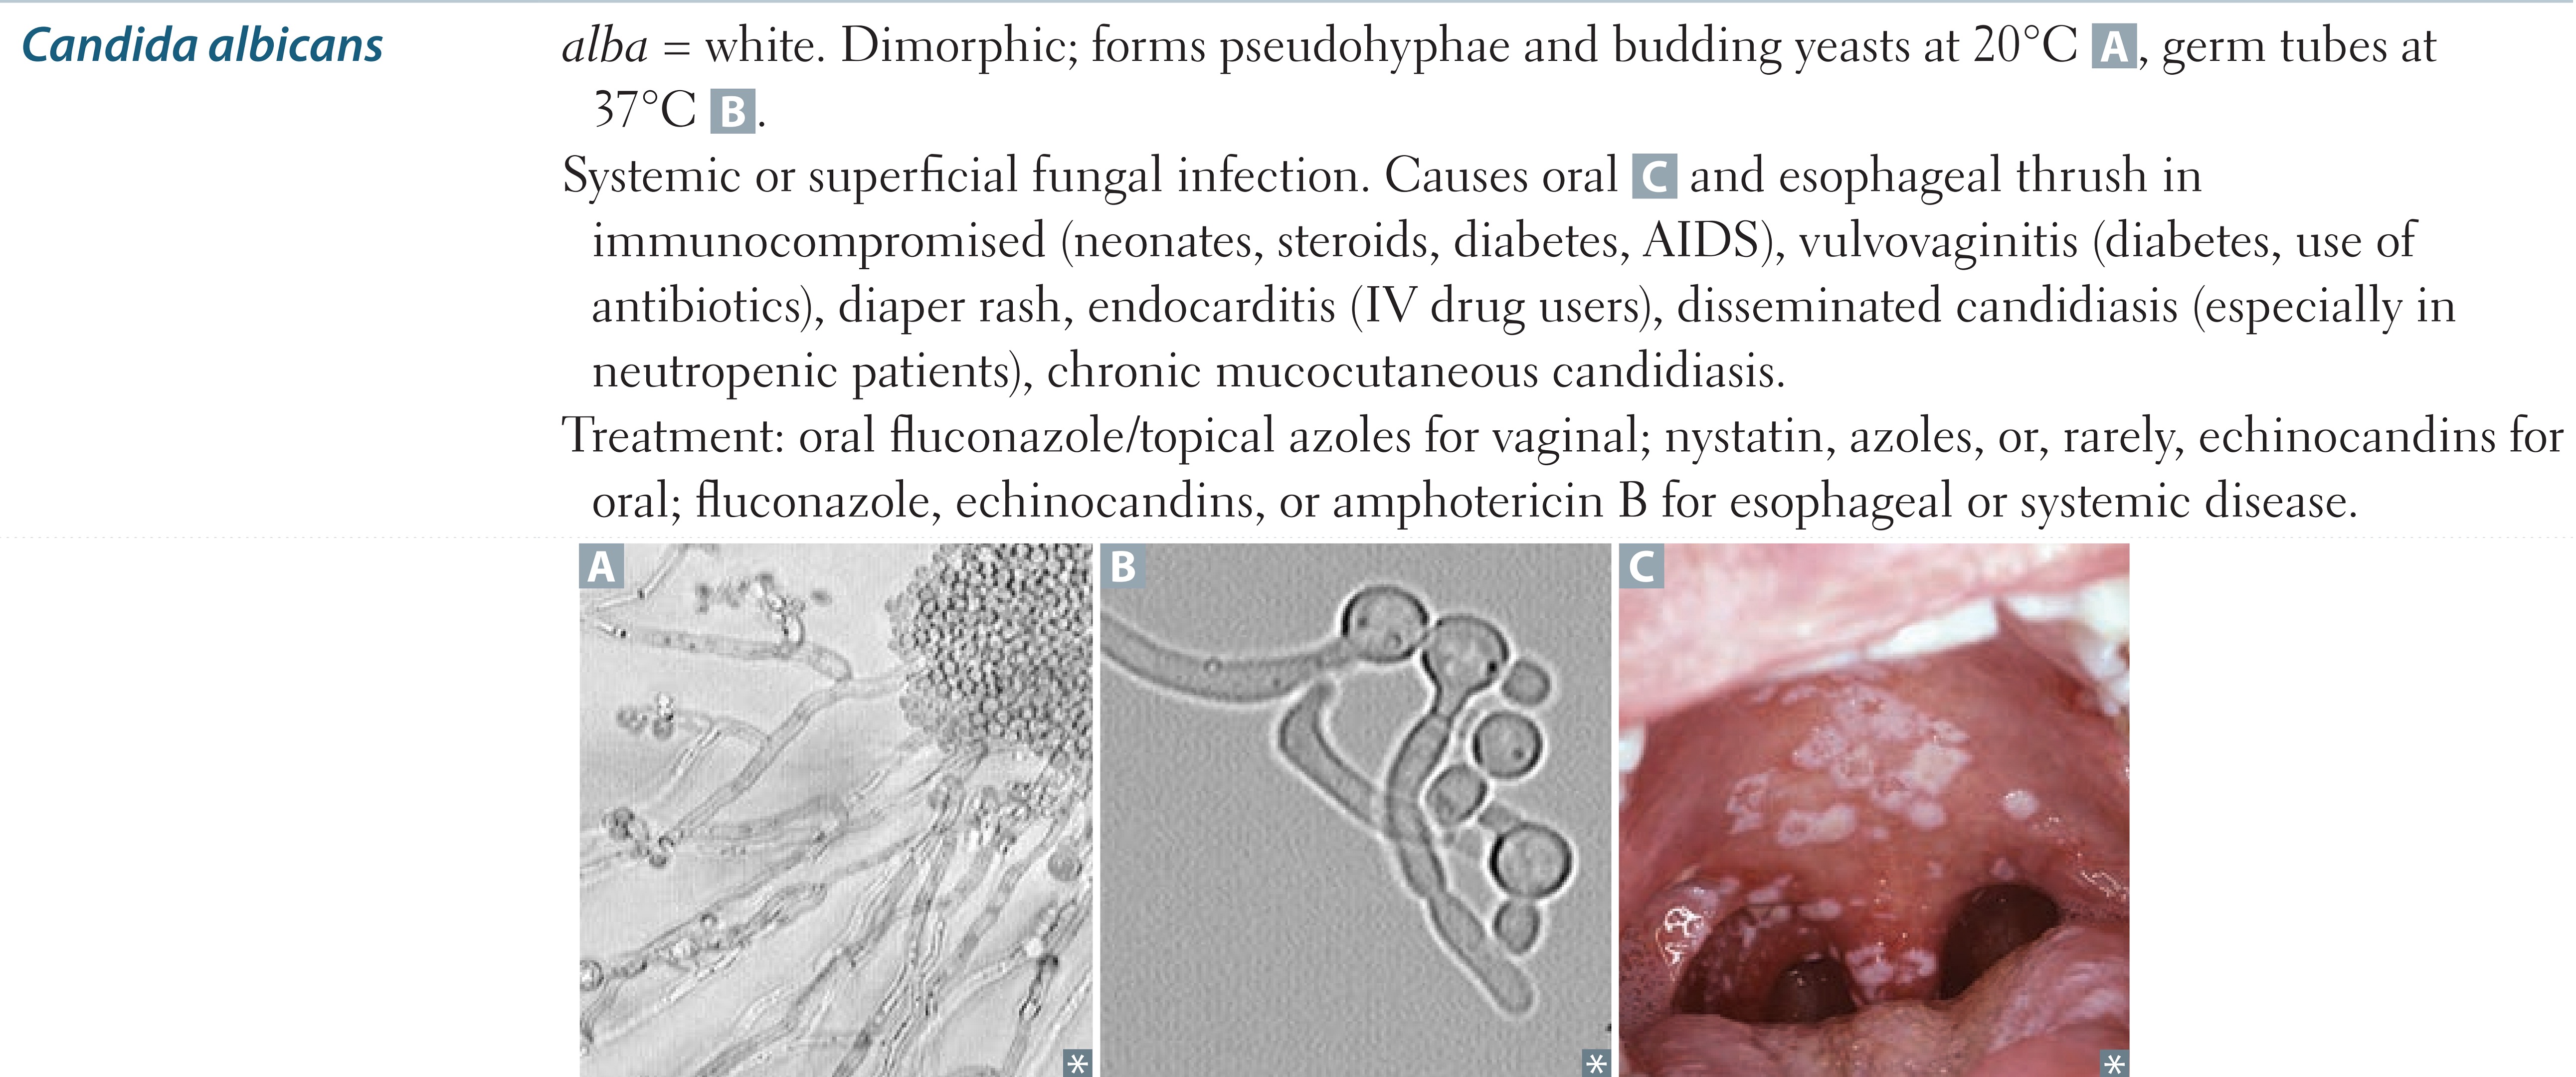 Candida albicans
alba = white. Dimorphic; forms pseudohyphae and budding yeasts at 20°C A, germ tubes at
37°C B.
Systemic or superficial fungal infection. Causes oral C and esophageal thrush in
immunocompromised (neonates, steroids, diabetes, AIDS), vulvovaginitis (diabetes, use of
antibiotics), diaper rash, endocarditis (IV drug users), disseminated candidiasis (especially in
neutropenic patients), chronic mucocutaneous candidiasis.
Treatment: oral fluconazole/topical azoles for vaginal; nystatin, azoles, or, rarely, echinocandins for
oral; fluconazole, echinocandins, or amphotericin B for esophageal or systemic disease.
A
B
C
*
*
*